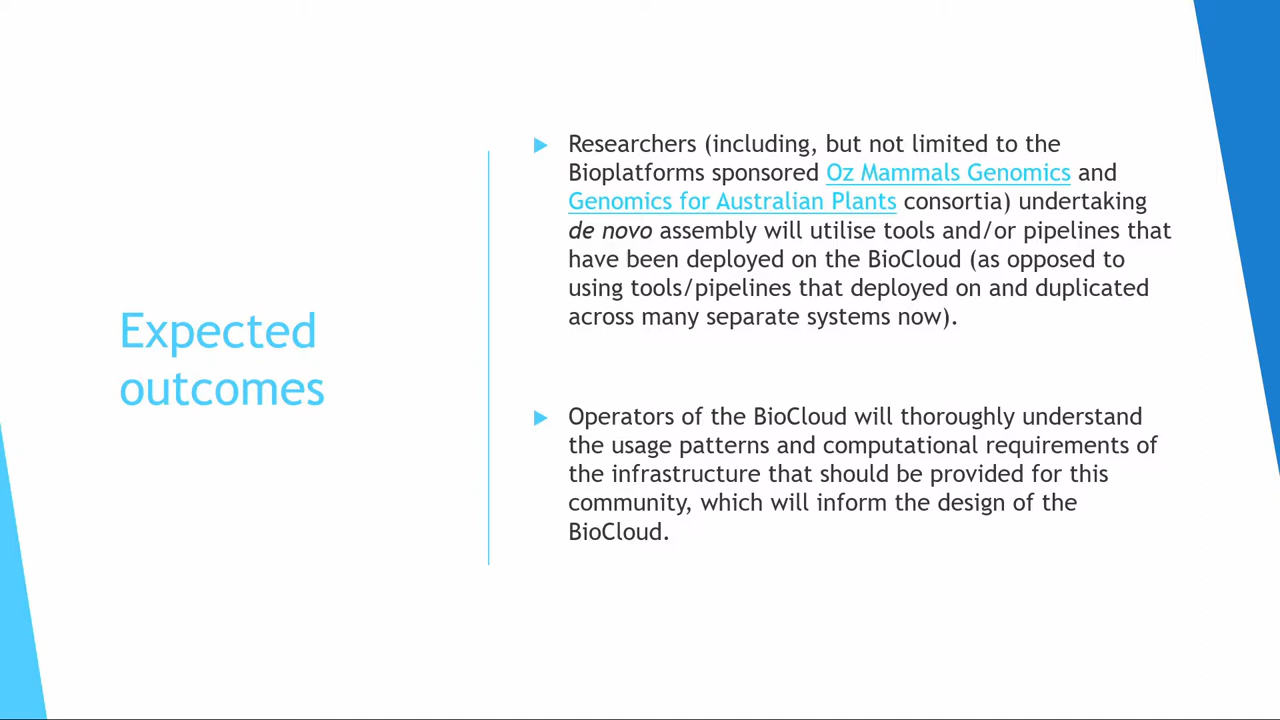 Expected
outcomes
Researchers (including, but not limited to the
Bioplatforms sponsored Oz Mammals Genomics and
Genomics for Australian Plants consortia) undertaking
de novo assembly will utilise tools and/or pipelines that
have been deployed on the BioCloud (as opposed to
using tools/pipelines that deployed on and duplicated
across many separate systems now).
Operators of the BioCloud will thoroughly understand
the usage patterns and computational requirements of
the infrastructure that should be provided for this
community, which will inform the design of the
BioCloud.